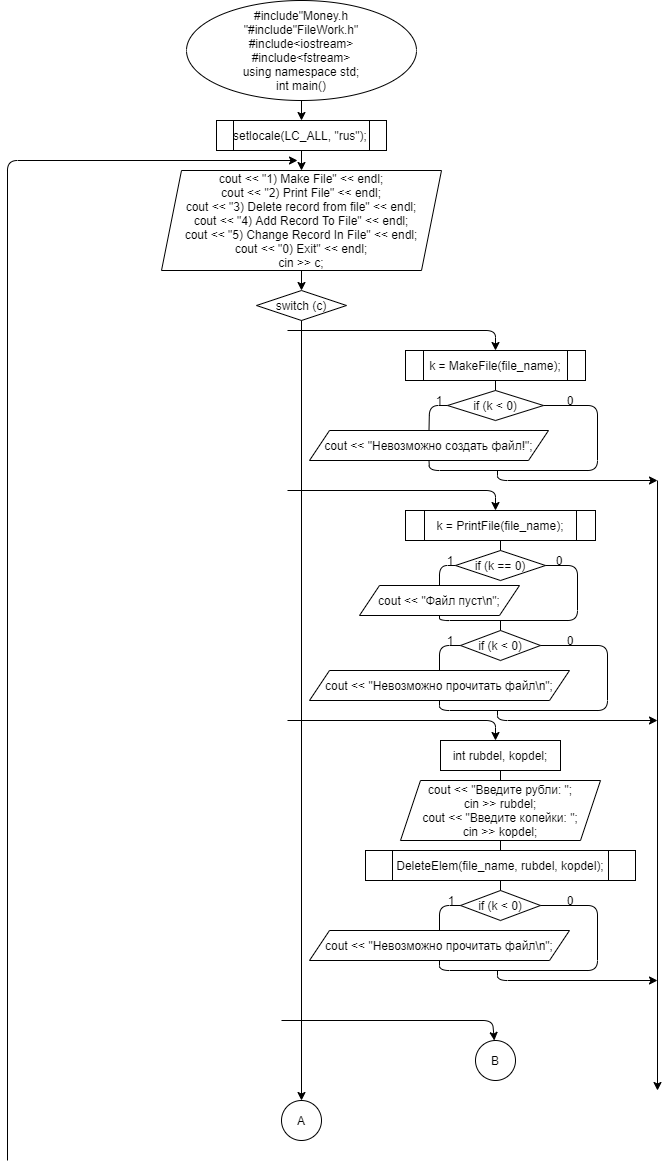 #include"Money.h
"#include"FileWork.h"
#include<iostream>
#include<fstream>
using namespace std;
int main()
setlocale(LC_ALL, "rus");
cout << "1) Make File" << endl;
cout << "2) Print File" << endl;
cout << "3) Delete record from file" << endl;
cout << "4) Add Record To File" << endl;
cout << "5) Change Record In File" << endl;
cout << "0) Exit" << endl;
cin >> c;
switch (c)
k = MakeFile(file_name);
1
if (k < 0)
0
cout << "Невозможно создать файл!";
k = PrintFile(file_name);
1
if (k == 0)
0
cout << "Файл пуст\n";
1
if (k < 0)
0
cout << "Невозможно прочитать файл\n";
int rubdel, kopdel;
cout << "Введите рубли: ";
cin >> rubdel;
cout << "Введите копейки: ";
cin >> kopdel;
DeleteElem(file_name, rubdel, kopdel);
1
if (k < 0)
0
cout << "Невозможно прочитать файл\n";
B
A